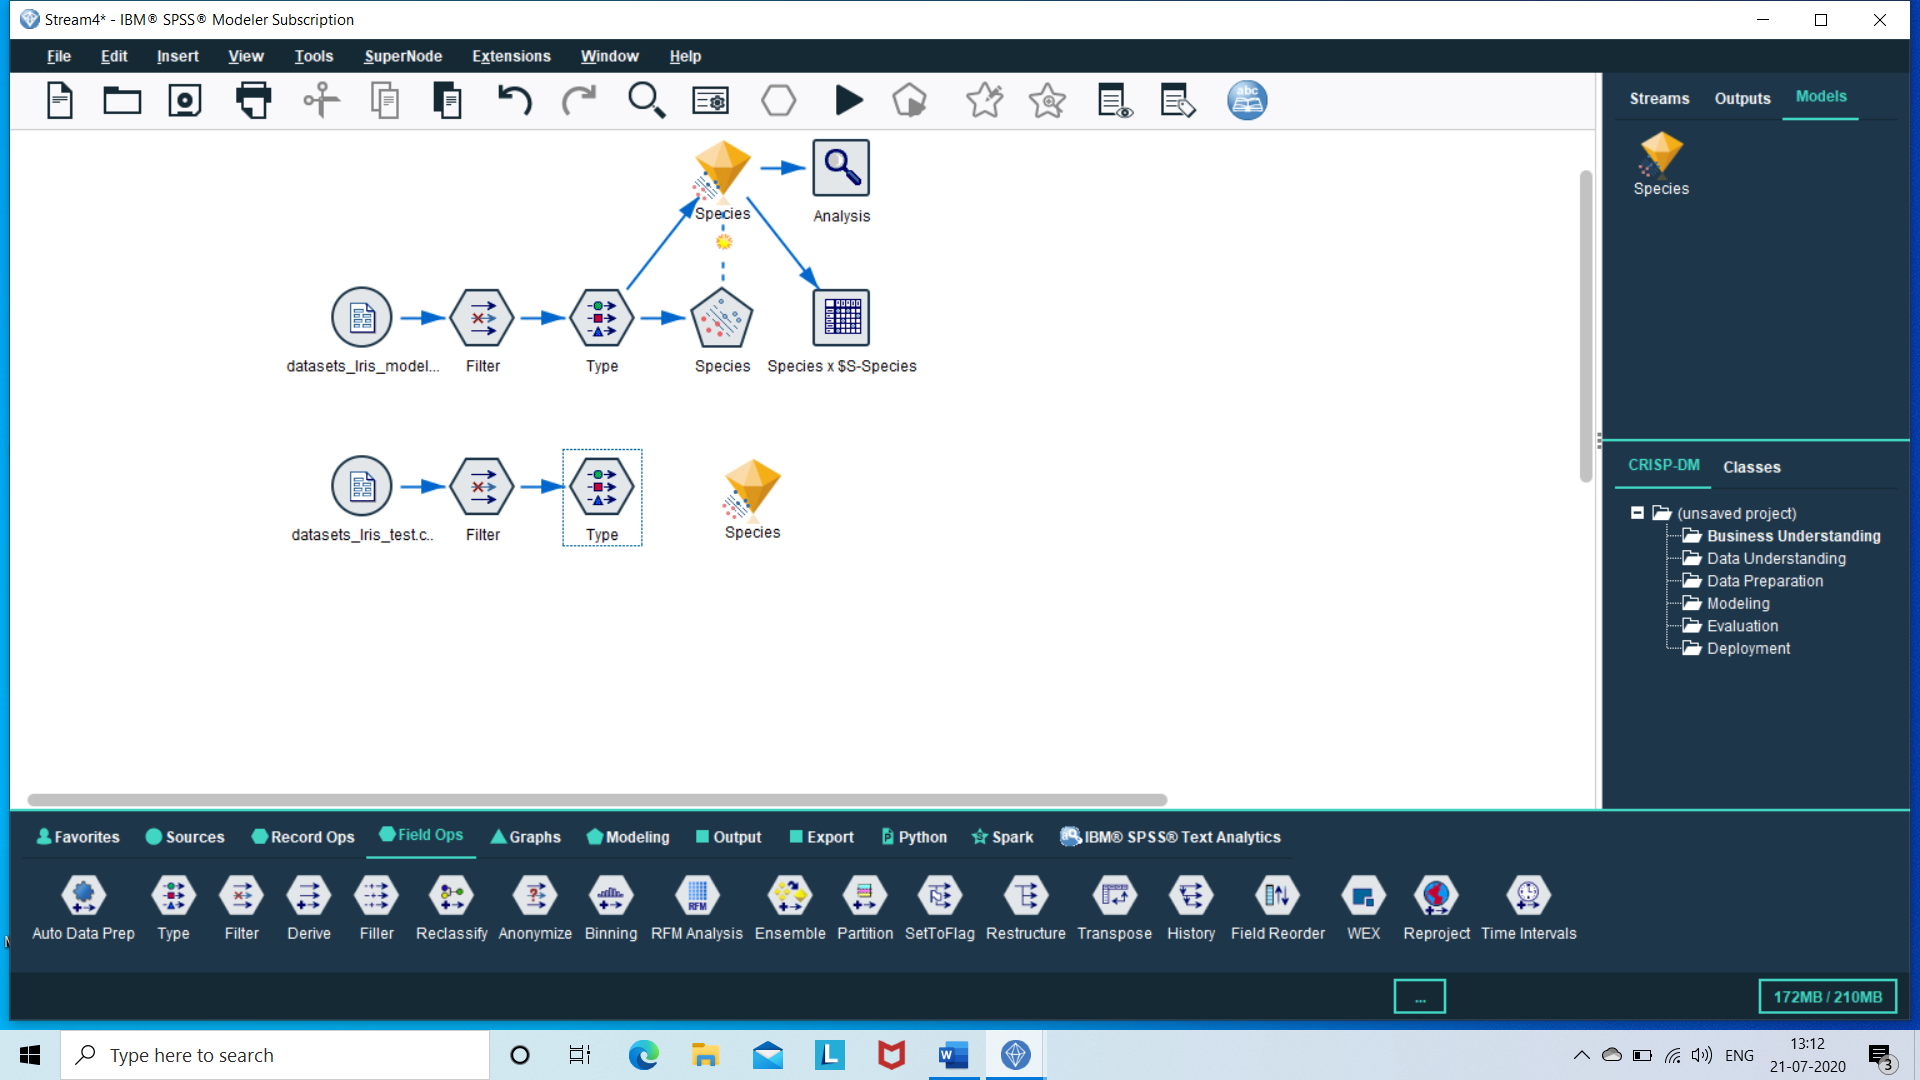 Stream4* - IBM® SPSS® Modeler Subscription
File Edit Insert View Tools SuperNode Extensions Window Help
abc
Streams Outputs Models
Species
Species
Analysis
datasets_Iris_model... Filter Type Species Species x $S-Species
datasets_Iris_test.c.. Filter Type Species
CRISP-DM Classes
(unsaved project)
Business Understanding
Data Understanding
Data Preparation
Modeling
Evaluation
Deployment
Favorites Sources Record Ops Field Ops Graphs Modeling Output Export Python Spark IBM® SPSS® Text Analytics
RFM
Auto Data Prep Type Filter Derive Filler Reclassify Anonymize Binning RFM Analysis Ensemble Partition SetToFlag Restructure Transpose History Field Reorder WEX Reproject Time Intervals
... 172MB / 210MB
Type here to search
L
W
ENG
13:12
21-07-2020
3